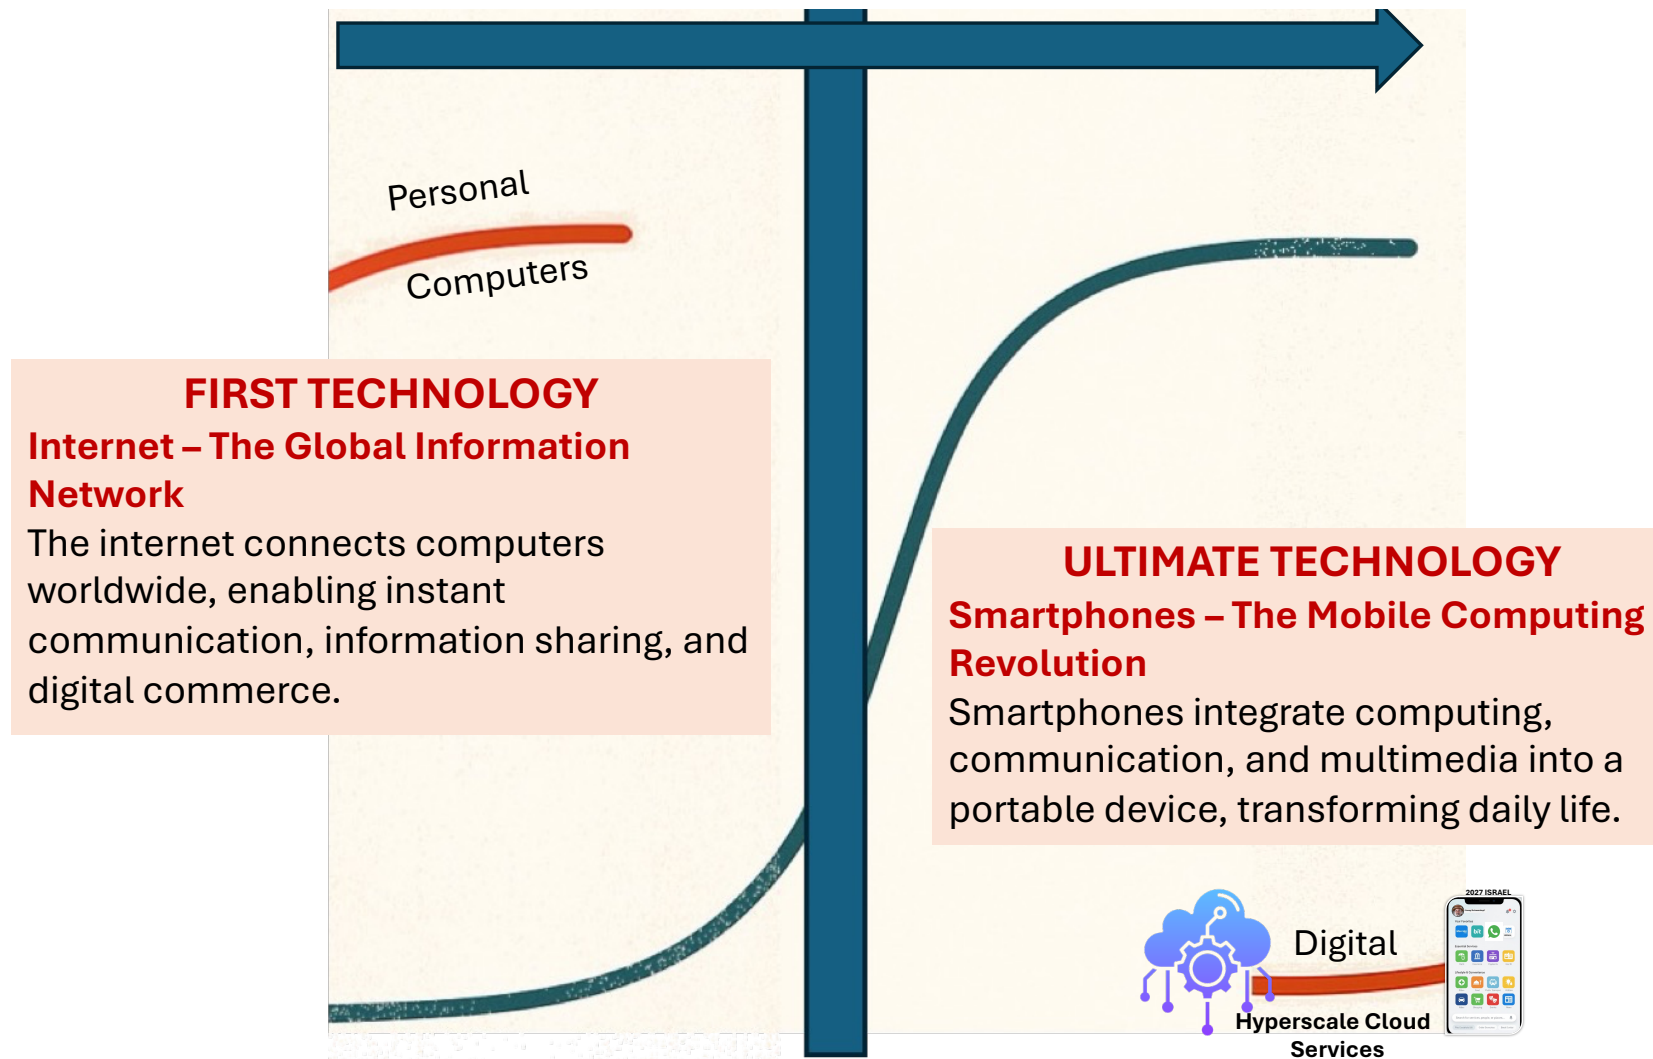 Personal
Computers
FIRST TECHNOLOGY
Internet – The Global Information
Network
The internet connects computers
worldwide, enabling instant
communication, information sharing, and
digital commerce.
ULTIMATE TECHNOLOGY
Smartphones – The Mobile Computing
Revolution
Smartphones integrate computing,
communication, and multimedia into a
portable device, transforming daily life.
2027 ISRAEL
bit
Digital
Hyperscale Cloud
Services